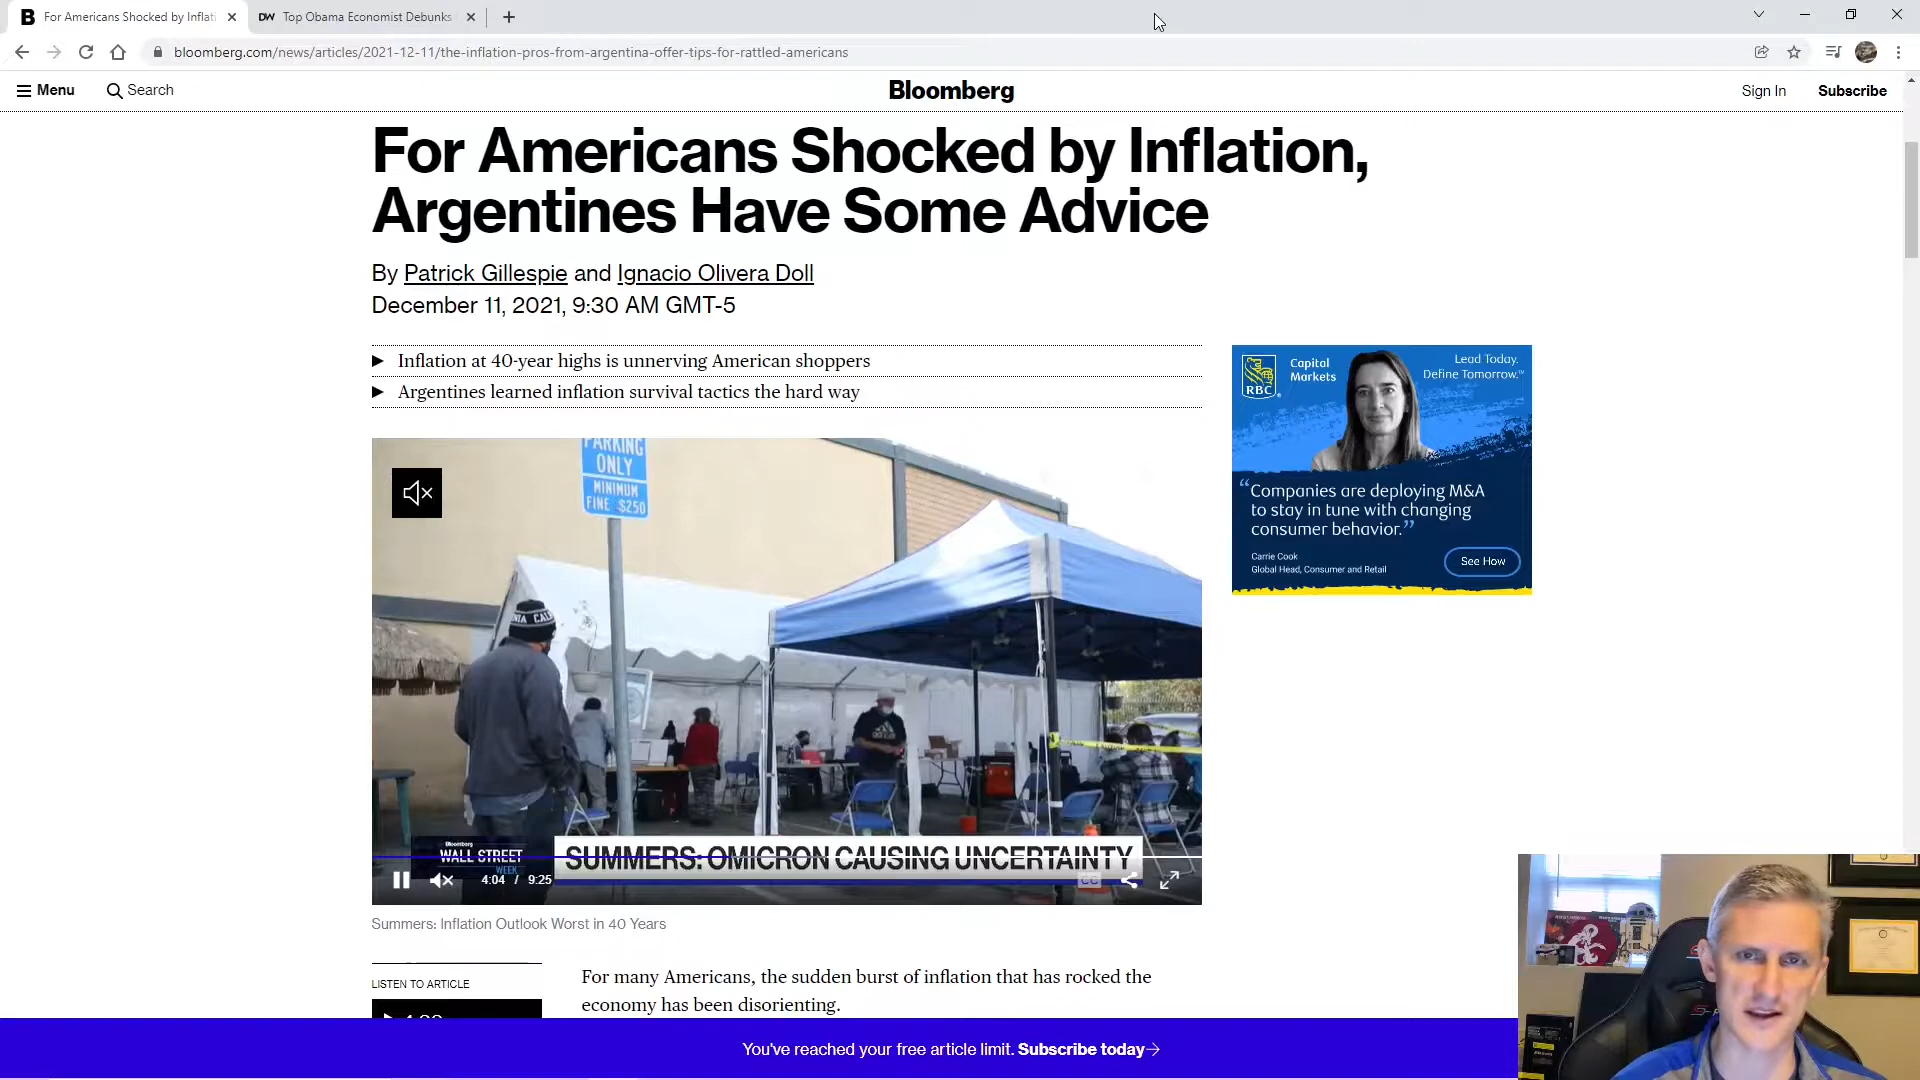 For Americans Shocked by Inflati
Top Obama Economist Debunks
bloomberg.com/news/articles/2021-12-11/the-inflation-pros-from-argentina-offer-tips-for-rattled-americans
Menu
Search
Bloomberg
Sign In
Subscribe
For Americans Shocked by Inflation,
Argentines Have Some Advice
By Patrick Gillespie and Ignacio Olivera Doll
December 11, 2021, 9:30 AM GMT-5
Inflation at 40-year highs is unnerving American shoppers
Argentines learned inflation survival tactics the hard way
RBC
Capital
Markets
Lead Today.
Define Tomorrow.™
“Companies are deploying M&A
to stay in tune with changing
consumer behavior.”
Carrie Cook
Global Head, Consumer and Retail
See How
PARKING
ONLY
MINIMUM
FINE $250
Bloomberg
WALL STREET
WEEK
SUMMERS: OMICRON CAUSING UNCERTAINTY
4:04 / 9:25
CC
Summers: Inflation Outlook Worst in 40 Years
LISTEN TO ARTICLE
For many Americans, the sudden burst of inflation that has rocked the
economy has been disorienting.
You've reached your free article limit. Subscribe today